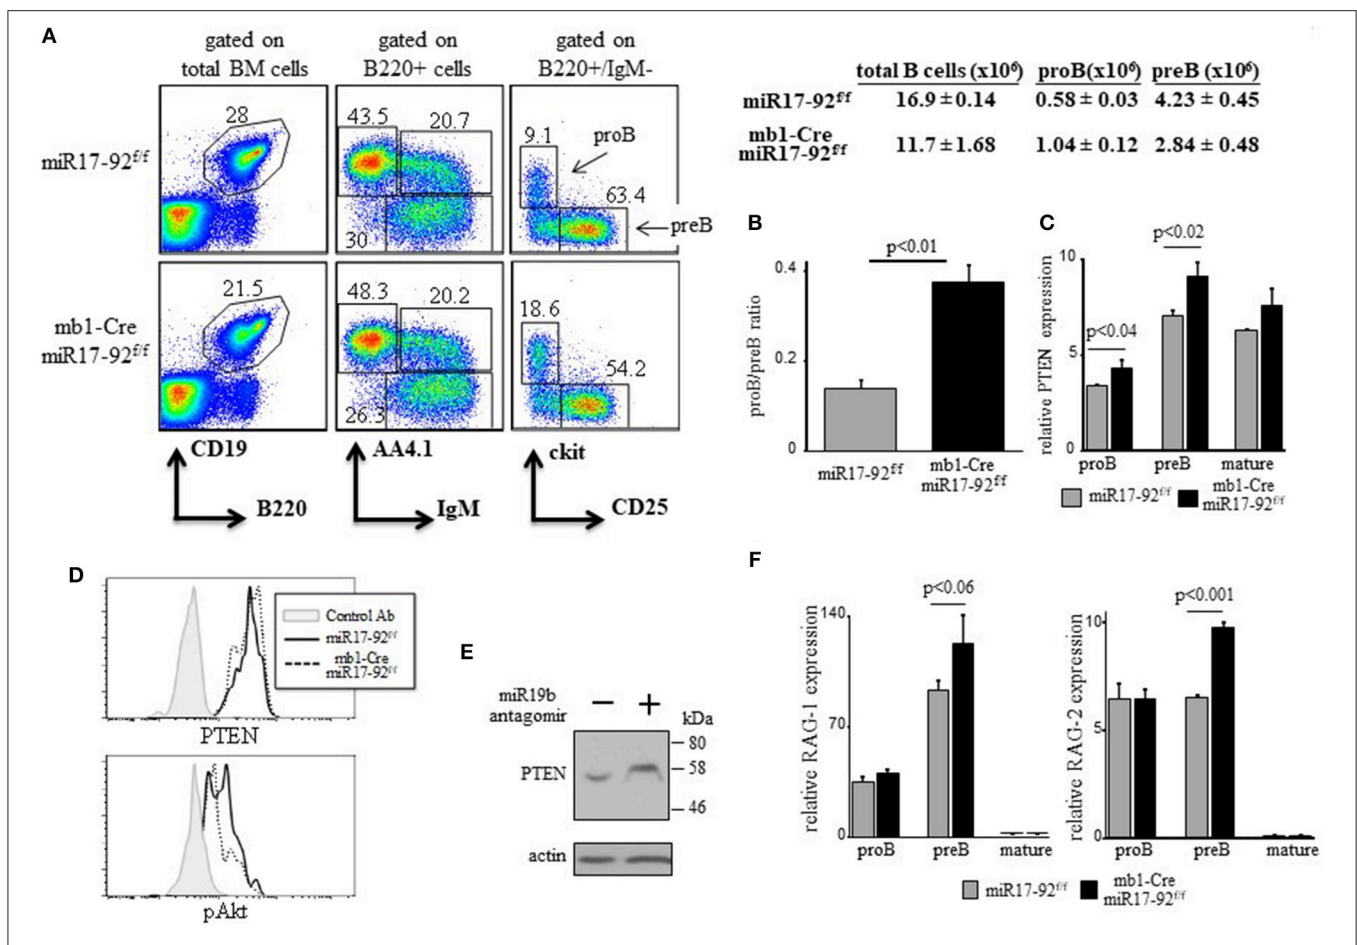 A
gated on
total BM cells
gated on
B220+ cells
gated on
B220+/IgM-
miR17-92f/f
28
43.5
20.7
30
9.1
proB
63.4
preB
mb1-Cre
miR17-92f/f
21.5
48.3
20.2
26.3
18.6
54.2
CD19
B220
AA4.1
IgM
ckit
CD25
total B cells (x10⁶) proB(x10⁶) preB (x10⁶)
miR17-92f/f 16.9 ± 0.14 0.58 ± 0.03 4.23 ± 0.45
mb1-Cre
miR17-92f/f 11.7 ± 1.68 1.04 ± 0.12 2.84 ± 0.48
B
p<0.01
proB/preB ratio
0.4
0.2
0
miR17-92f/f
mb1-Cre
miR17-92f/f
C
p<0.02
p<0.04
relative PTEN expression
10
5
0
proB preB mature
miR17-92f/f
mb1-Cre
miR17-92f/f
D
Control Ab
miR17-92f/f
mb1-Cre
miR17-92f/f
PTEN
pAkt
E
miR19b
antagomir
− +
kDa
PTEN
80
58
46
actin
F
p<0.06
relative RAG-1 expression
140
70
0
proB preB mature
p<0.001
relative RAG-2 expression
10
5
0
proB preB mature
miR17-92f/f
mb1-Cre
miR17-92f/f